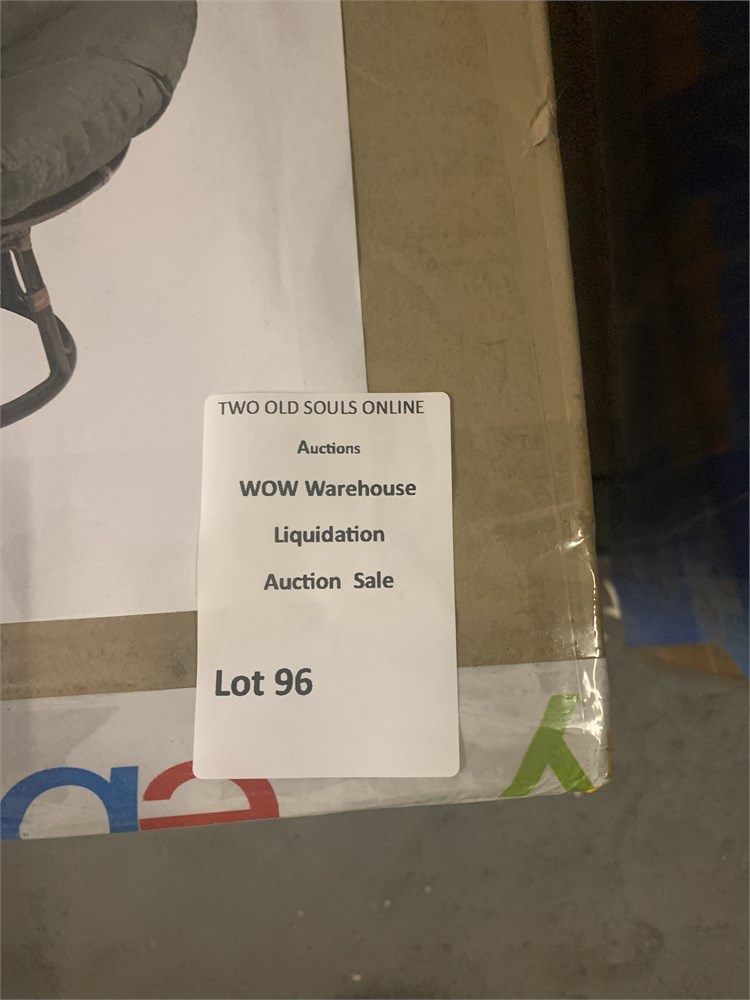 TWO OLD SOULS ONLINE
Auctions
WOW Warehouse
Liquidation
Auction Sale
Lot 96